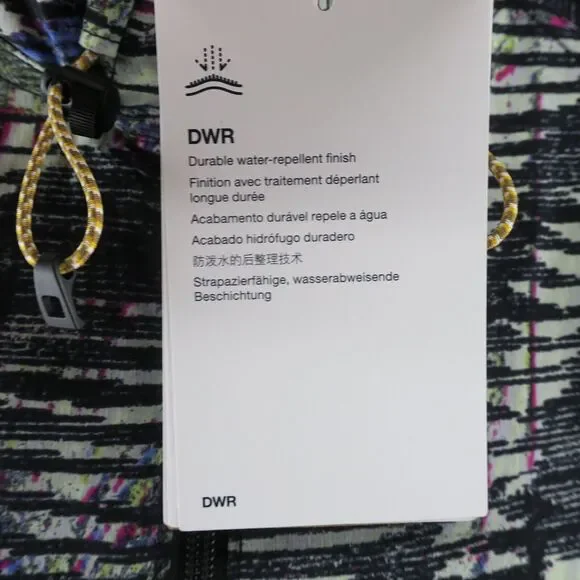 DWR
Durable water-repellent finish
Finition avec traitement déperlant
longue durée
Acabamento durável repele a água
Acabado hidrófugo duradero
防泼水的后整理技术
Strapazierfähige, wasserabweisende
Beschichtung
DWR